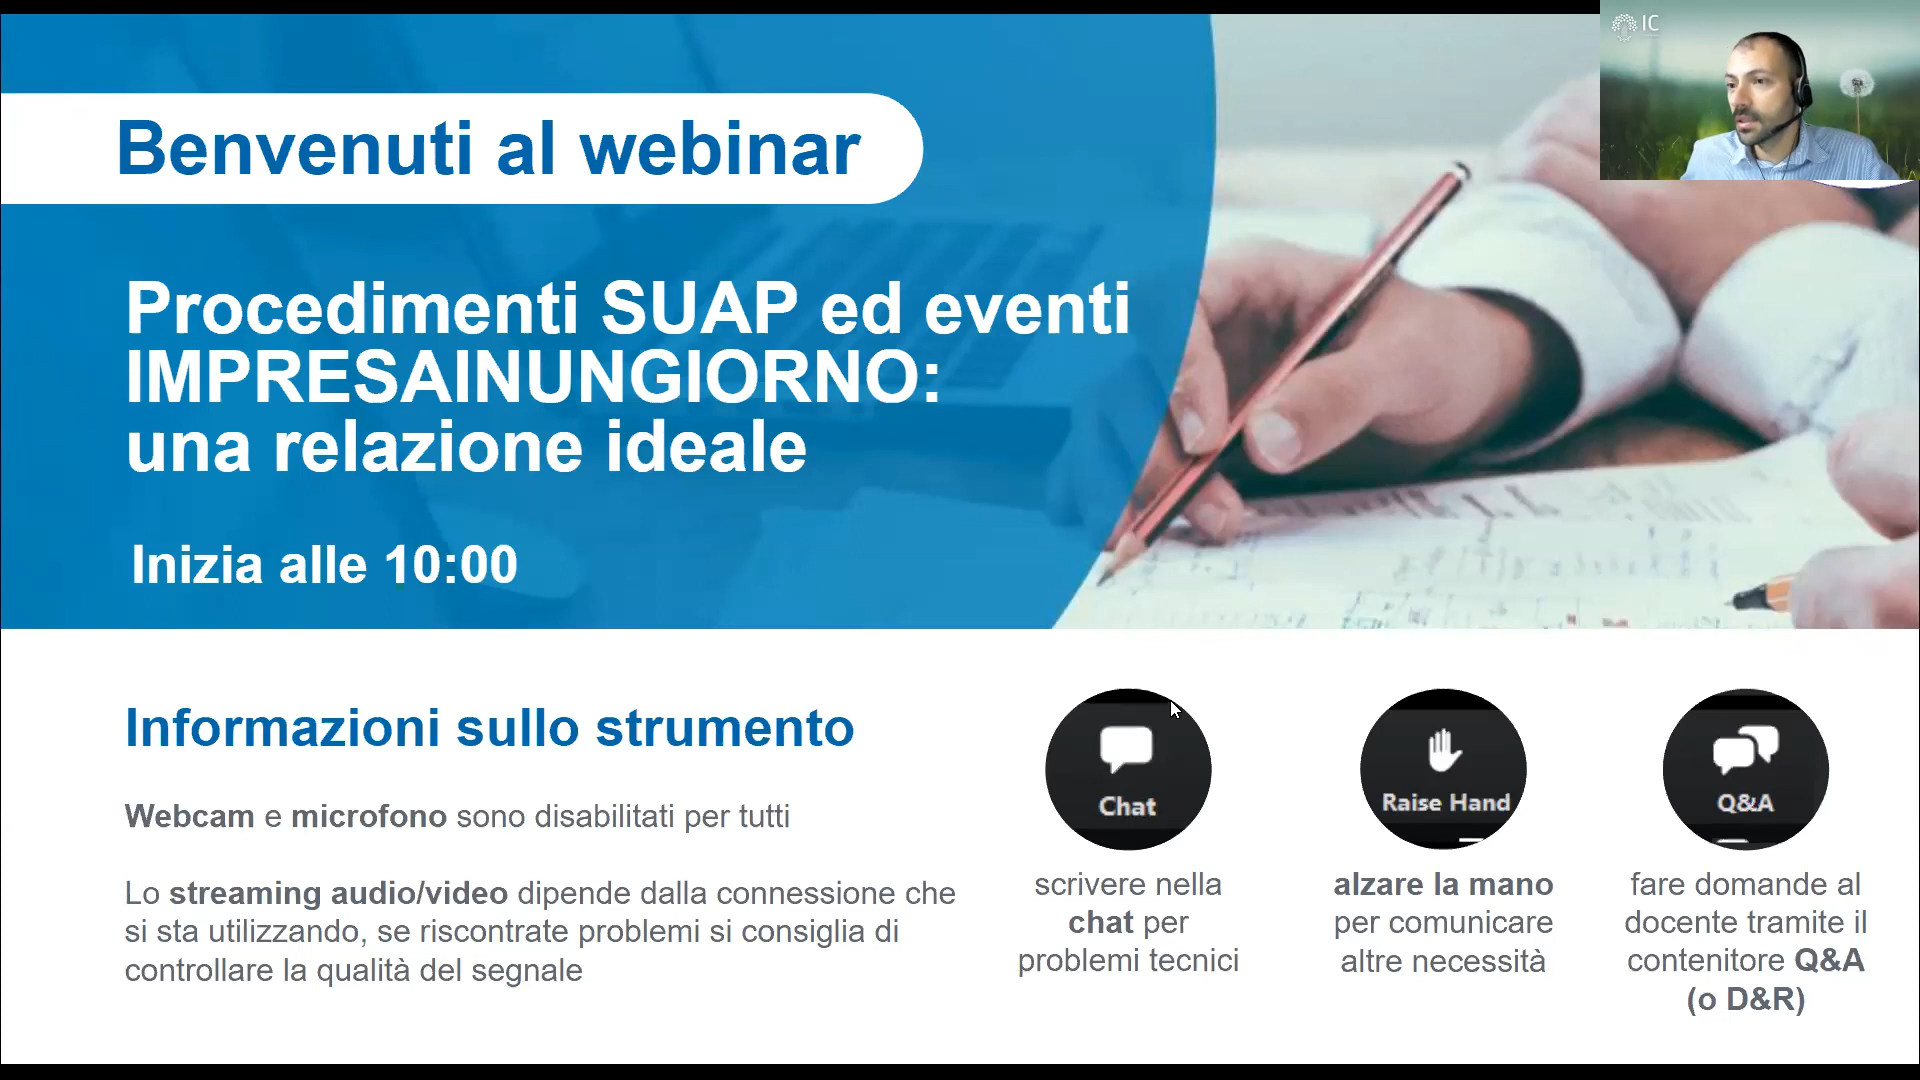 IC
Benvenuti al webinar
Procedimenti SUAP ed eventi
IMPRESAINUNGIORNO:
una relazione ideale
Inizia alle 10:00
Informazioni sullo strumento
Webcam e microfono sono disabilitati per tutti
Lo streaming audio/video dipende dalla connessione che
si sta utilizzando, se riscontrate problemi si consiglia di
controllare la qualità del segnale
Chat
scrivere nella
chat per
problemi tecnici
Raise Hand
alzare la mano
per comunicare
altre necessità
Q&A
fare domande al
docente tramite il
contenitore Q&A
(o D&R)